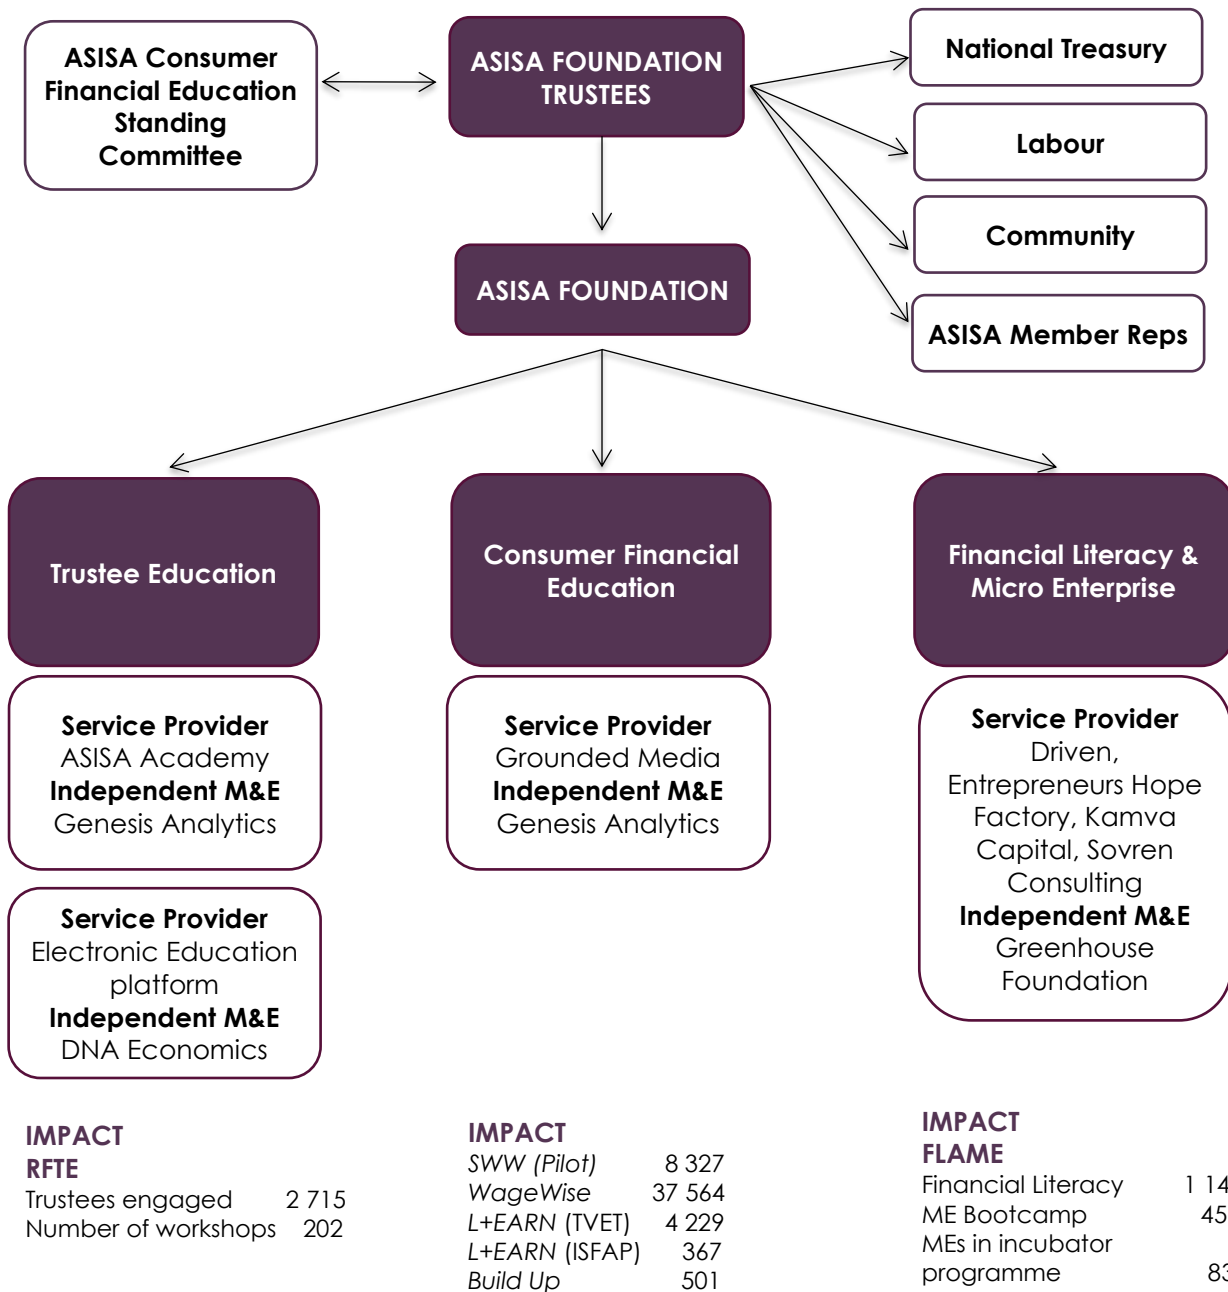 ASISA Consumer
Financial Education
Standing
Committee
ASISA FOUNDATION
TRUSTEES
National Treasury
Labour
Community
ASISA Member Reps
ASISA FOUNDATION
Trustee Education
Consumer Financial
Education
Financial Literacy &
Micro Enterprise
Service Provider
ASISA Academy
Independent M&E
Genesis Analytics
Service Provider
Electronic Education
platform
Independent M&E
DNA Economics
Service Provider
Grounded Media
Independent M&E
Genesis Analytics
Service Provider
Driven,
Entrepreneurs Hope
Factory, Kamva
Capital, Sovren
Consulting
Independent M&E
Greenhouse
Foundation
IMPACT
RFTE
Trustees engaged 2 715
Number of workshops 202
IMPACT
SWW (Pilot) 8 327
WageWise 37 564
L+EARN (TVET) 4 229
L+EARN (ISFAP) 367
Build Up 501
IMPACT
FLAME
Financial Literacy
ME Bootcamp
MEs in incubator
programme